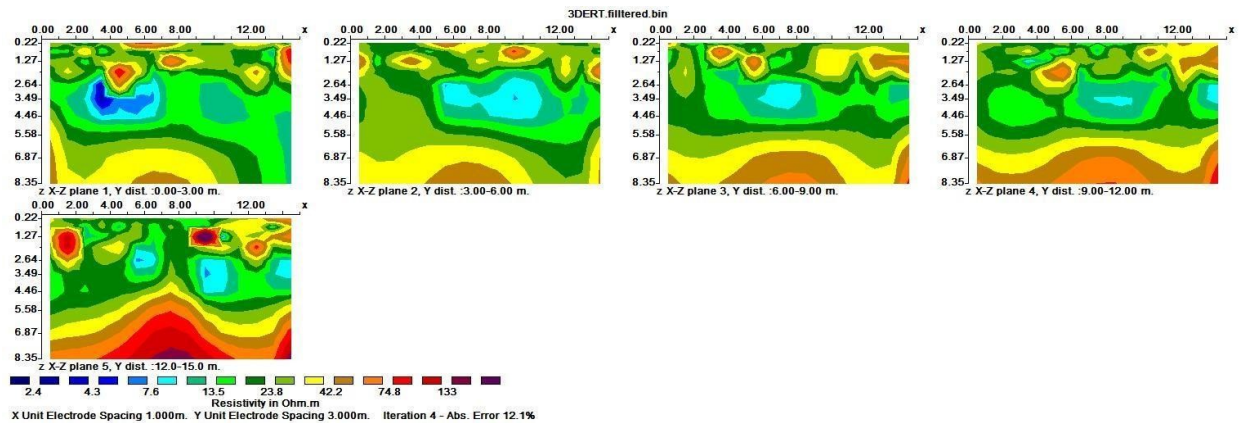 3DERT.filltered.bin
0.00 2.00 4.00 6.00 8.00 12.00 x
0.22
1.27
2.64
3.49
4.46
5.58
6.87
8.35
z X-Z plane 1, Y dist. :0.00-3.000 m.
0.00 2.00 4.00 6.00 8.00 12.00 x
0.22
1.27
2.64
3.49
4.46
5.58
6.87
8.35
z X-Z plane 2, Y dist. :3.00-6.00 m.
0.00 2.00 4.00 6.00 8.00 12.00 x
0.22
1.27
2.64
3.49
4.46
5.58
6.87
8.35
z X-Z plane 3, Y dist. :6.00-9.00 m.
0.00 2.00 4.00 6.00 8.00 12.00 x
0.22
1.27
2.64
3.49
4.46
5.58
6.87
8.35
z X-Z plane 4, Y dist. :9.00-12.00 m.
0.00 2.00 4.00 6.00 8.00 12.00 x
0.22
1.27
2.64
3.49
4.46
5.58
6.87
8.35
z X-Z plane 5, Y dist. :12.0-15.0 m.
2.4 4.3 7.6 13.5 23.8 42.2 74.8 133
Resistivity in Ohm.m
X Unit Electrode Spacing 1.000m. Y Unit Electrode Spacing 3.000m. Iteration 4 - Abs. Error 12.1%